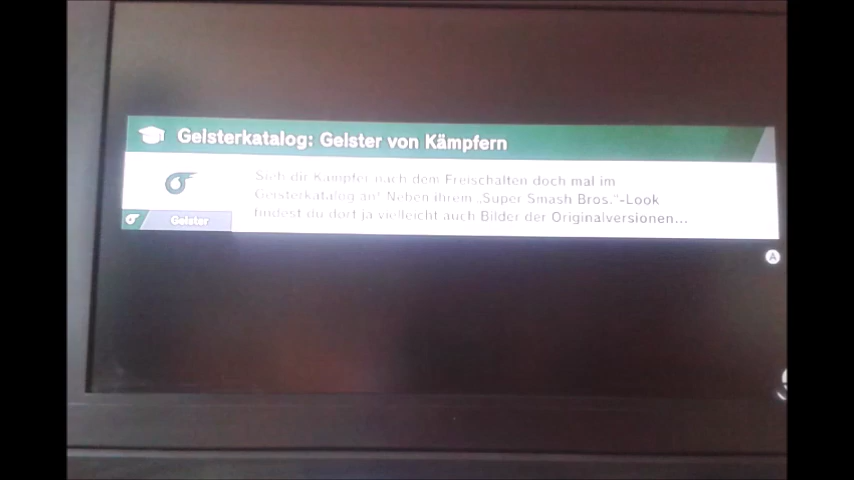 Geisterkatalog: Geister von Kämpfern
Sieh dir Kämpfer nach dem Freischalten doch mal im
Geisterkatalog an! Neben ihrem „Super Smash Bros.“-Look
findest du dort ja vielleicht auch Bilder der Originalversionen...
Geister
A